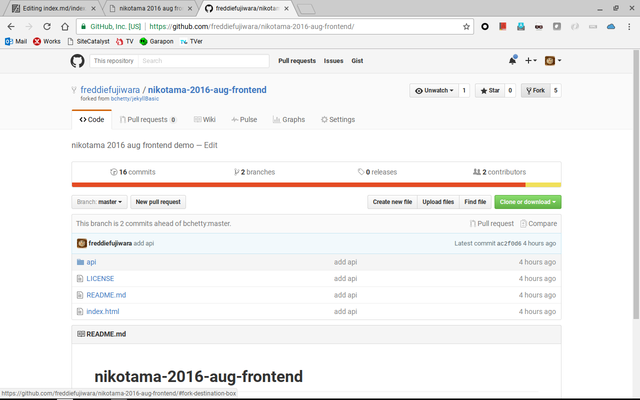 Editing index.md/index
nikotama 2016 aug fron
freddiefujiwara/nikotan
GitHub, Inc. [US] https://github.com/freddiefujiwara/nikotama-2016-aug-frontend/
Mail Works SiteCatalyst TV Garapon TVer
This repository Search Pull requests Issues Gist
freddiefujiwara / nikotama-2016-aug-frontend
forked from bchetty/jekyllBasic
Unwatch 1 Star 0 Fork 5
Code Pull requests 0 Wiki Pulse Graphs Settings
nikotama 2016 aug frontend demo — Edit
16 commits 2 branches 0 releases 2 contributors
Branch: master New pull request Create new file Upload files Find file Clone or download
This branch is 2 commits ahead of bchetty:master. Pull request Compare
freddiefujiwara add api Latest commit ac2f0d6 4 hours ago
api add api 4 hours ago
LICENSE add api 4 hours ago
README.md add api 4 hours ago
index.html add api 4 hours ago
README.md
nikotama-2016-aug-frontend
https://github.com/freddiefujiwara/nikotama-2016-aug-frontend/#fork-destination-box